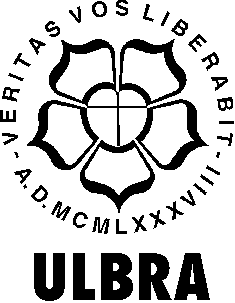 VERITAS VOS LIBERABIT
- A.D.MCMLXXXVIII -
ULBRA